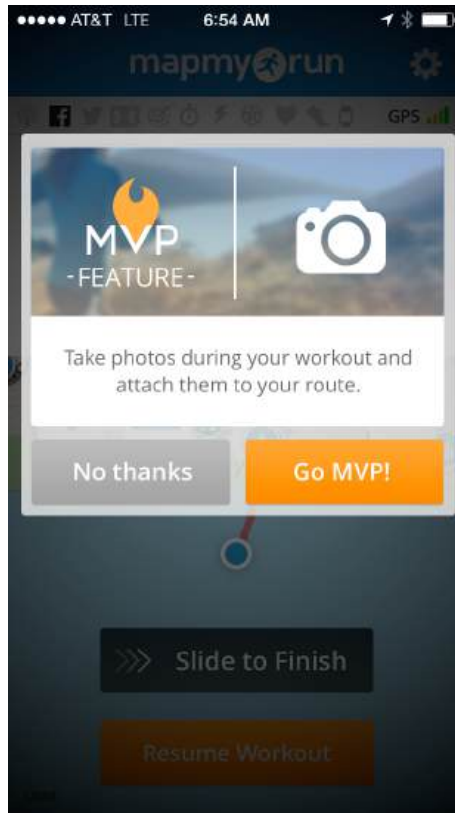 AT&T LTE 6:54 AM
mapmyrun
GPS
MVP
-FEATURE-
Take photos during your workout and
attach them to your route.
No thanks
Go MVP!
Slide to Finish
Resume Workout